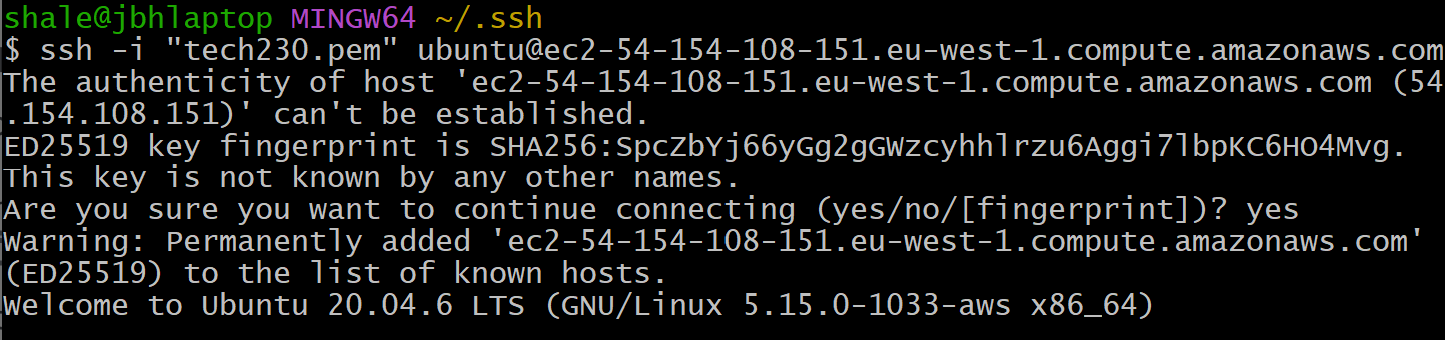 shale@jbhlaptop MINGW64 ~/.ssh
$ ssh -i "tech230.pem" ubuntu@ec2-54-154-108-151.eu-west-1.compute.amazonaws.com
The authenticity of host 'ec2-54-154-108-151.eu-west-1.compute.amazonaws.com (54
.154.108.151)' can't be established.
ED25519 key fingerprint is SHA256:SpcZbYj66yGg2gGWzcyhhlrzu6Aggi7lbpKC6HO4Mvg.
This key is not known by any other names.
Are you sure you want to continue connecting (yes/no/[fingerprint])? yes
Warning: Permanently added 'ec2-54-154-108-151.eu-west-1.compute.amazonaws.com'
(ED25519) to the list of known hosts.
Welcome to Ubuntu 20.04.6 LTS (GNU/Linux 5.15.0-1033-aws x86_64)